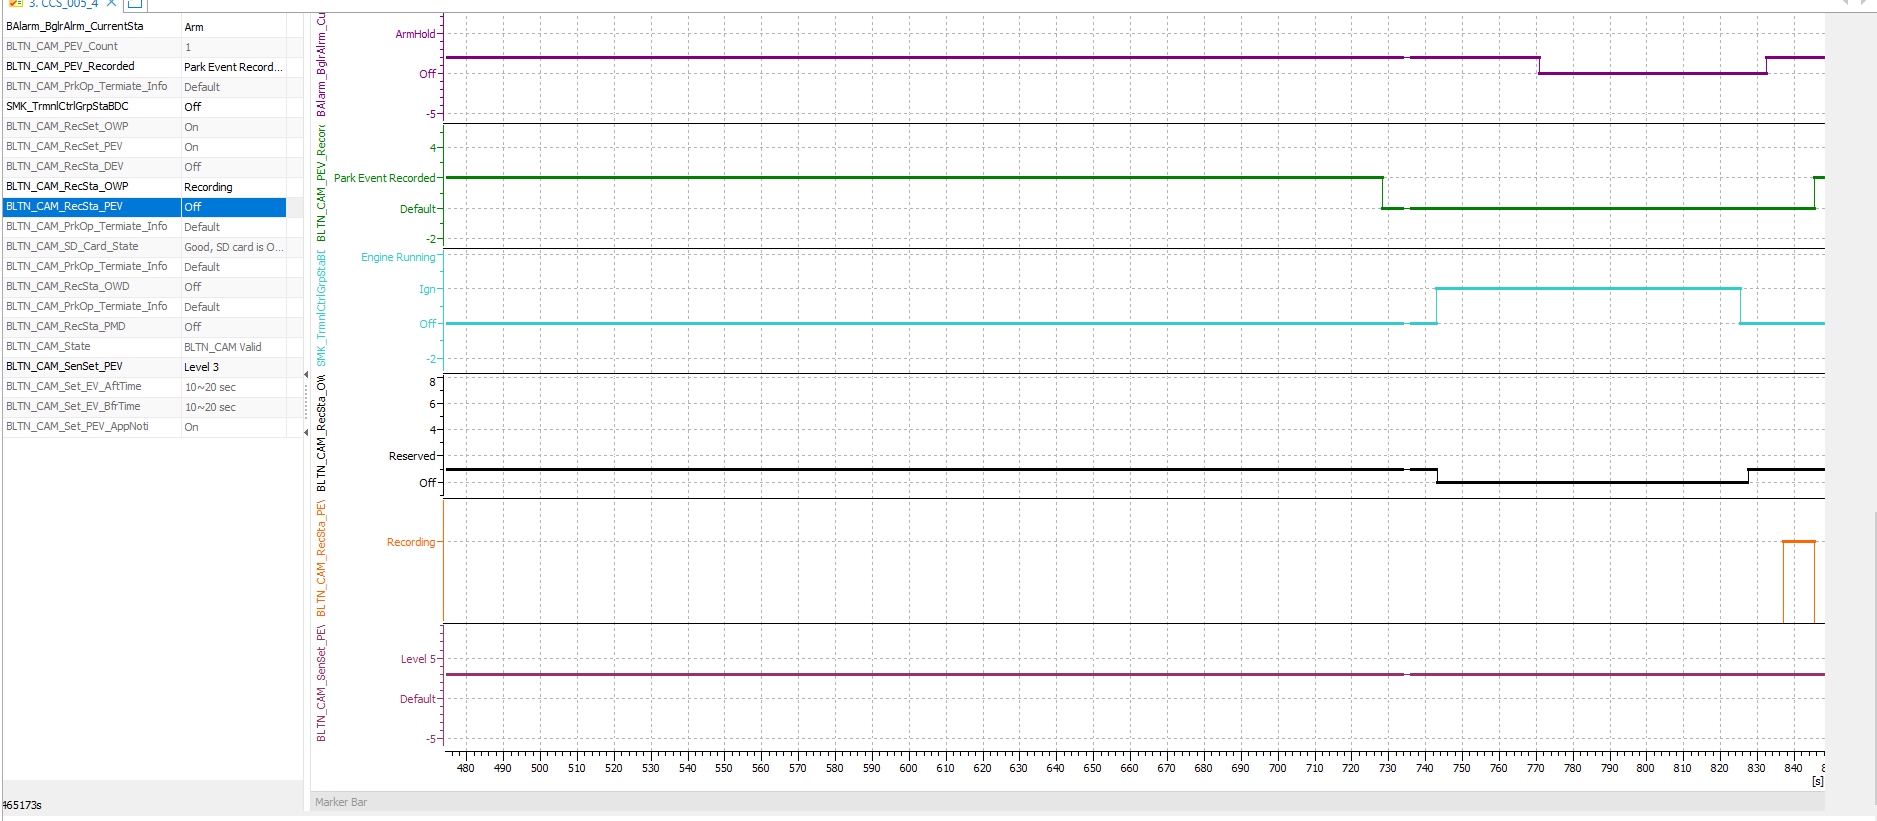 3. CCS_005_4
BAlarm_BglrAlrm_CurrentSta Arm
BLTN_CAM_PEV_Count 1
BLTN_CAM_PEV_Recorded Park Event Record...
BLTN_CAM_PrkOp_Termiate_Info Default
SMK_TrmnlCtrlGrpStaBDC Off
BLTN_CAM_RecSet_OWP On
BLTN_CAM_RecSet_PEV On
BLTN_CAM_RecSta_DEV Off
BLTN_CAM_RecSta_OWP Recording
BLTN_CAM_RecSta_PEV Off
BLTN_CAM_PrkOp_Termiate_Info Default
BLTN_CAM_SD_Card_State Good, SD card is O...
BLTN_CAM_PrkOp_Termiate_Info Default
BLTN_CAM_RecSta_OWD Off
BLTN_CAM_PrkOp_Termiate_Info Default
BLTN_CAM_RecSta_PMD Off
BLTN_CAM_State BLTN_CAM Valid
BLTN_CAM_SenSet_PEV Level 3
BLTN_CAM_Set_EV_AftTime 10~20 sec
BLTN_CAM_Set_EV_BfrTime 10~20 sec
BLTN_CAM_Set_PEV_AppNoti On
465173s
BAlarm_BglrAlrm_Cu
ArmHold
Off
-5
BLTN_CAM_PEV_Recor
4
Park Event Recorded
Default
-2
SMK_TrmnlCtrlGrpStaBI
Engine Running
Ign
Off
-2
BLTN_CAM_RecSta_OW
8
6
4
Reserved
Off
BLTN_CAM_RecSta_PE
Recording
BLTN_CAM_SenSet_PE
Level 5
Default
-5
480 490 500 510 520 530 540 550 560 570 580 590 600 610 620 630 640 650 660 670 680 690 700 710 720 730 740 750 760 770 780 790 800 810 820 830 840
[s]
Marker Bar